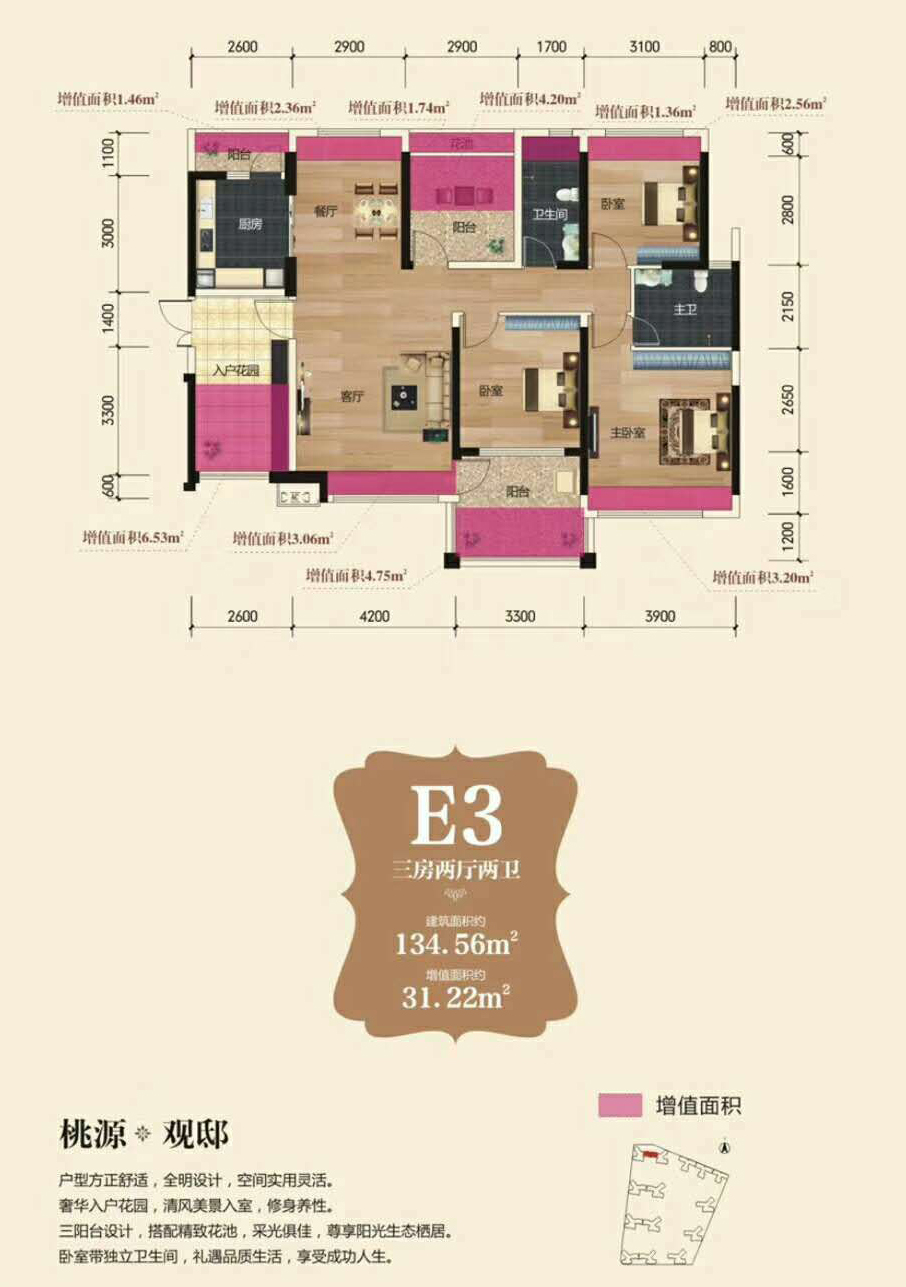 2600 2900 2900 1700 3100 800
增值面积1.46m² 增值面积2.36m² 增值面积1.74m² 增值面积4.20m² 增值面积1.36m² 增值面积2.56m²
1100
3000
1400
3300
600
600
2800
2150
2650
1600
1200
阳台
花池
餐厅
厨房
阳台
卫生间
卧室
主卫
入户花园
客厅
卧室
主卧室
阳台
增值面积6.53m² 增值面积3.06m²
增值面积4.75m² 增值面积3.20m²
2600 4200 3300 3900
E3
三房两厅两卫
建筑面积约
134.56m²
增值面积约
31.22m²
增值面积
桃源 观邸
户型方正舒适，全明设计，空间实用灵活。
奢华入户花园，清风美景入室，修身养性。
三阳台设计，搭配精致花池，采光俱佳，尊享阳光生态栖居。
卧室带独立卫生间，礼遇品质生活，享受成功人生。